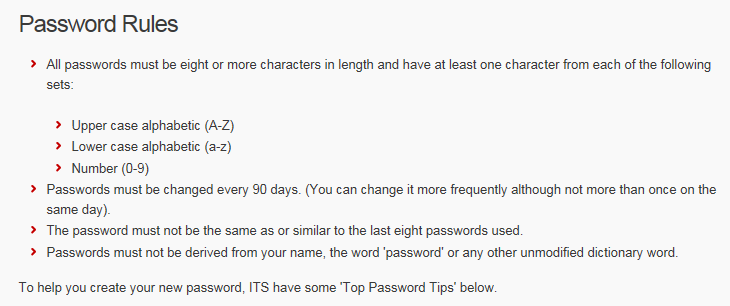 Password Rules
All passwords must be eight or more characters in length and have at least one character from each of the following
sets:
Upper case alphabetic (A-Z)
Lower case alphabetic (a-z)
Number (0-9)
Passwords must be changed every 90 days. (You can change it more frequently although not more than once on the
same day).
The password must not be the same as or similar to the last eight passwords used.
Passwords must not be derived from your name, the word 'password' or any other unmodified dictionary word.
To help you create your new password, ITS have some 'Top Password Tips' below.